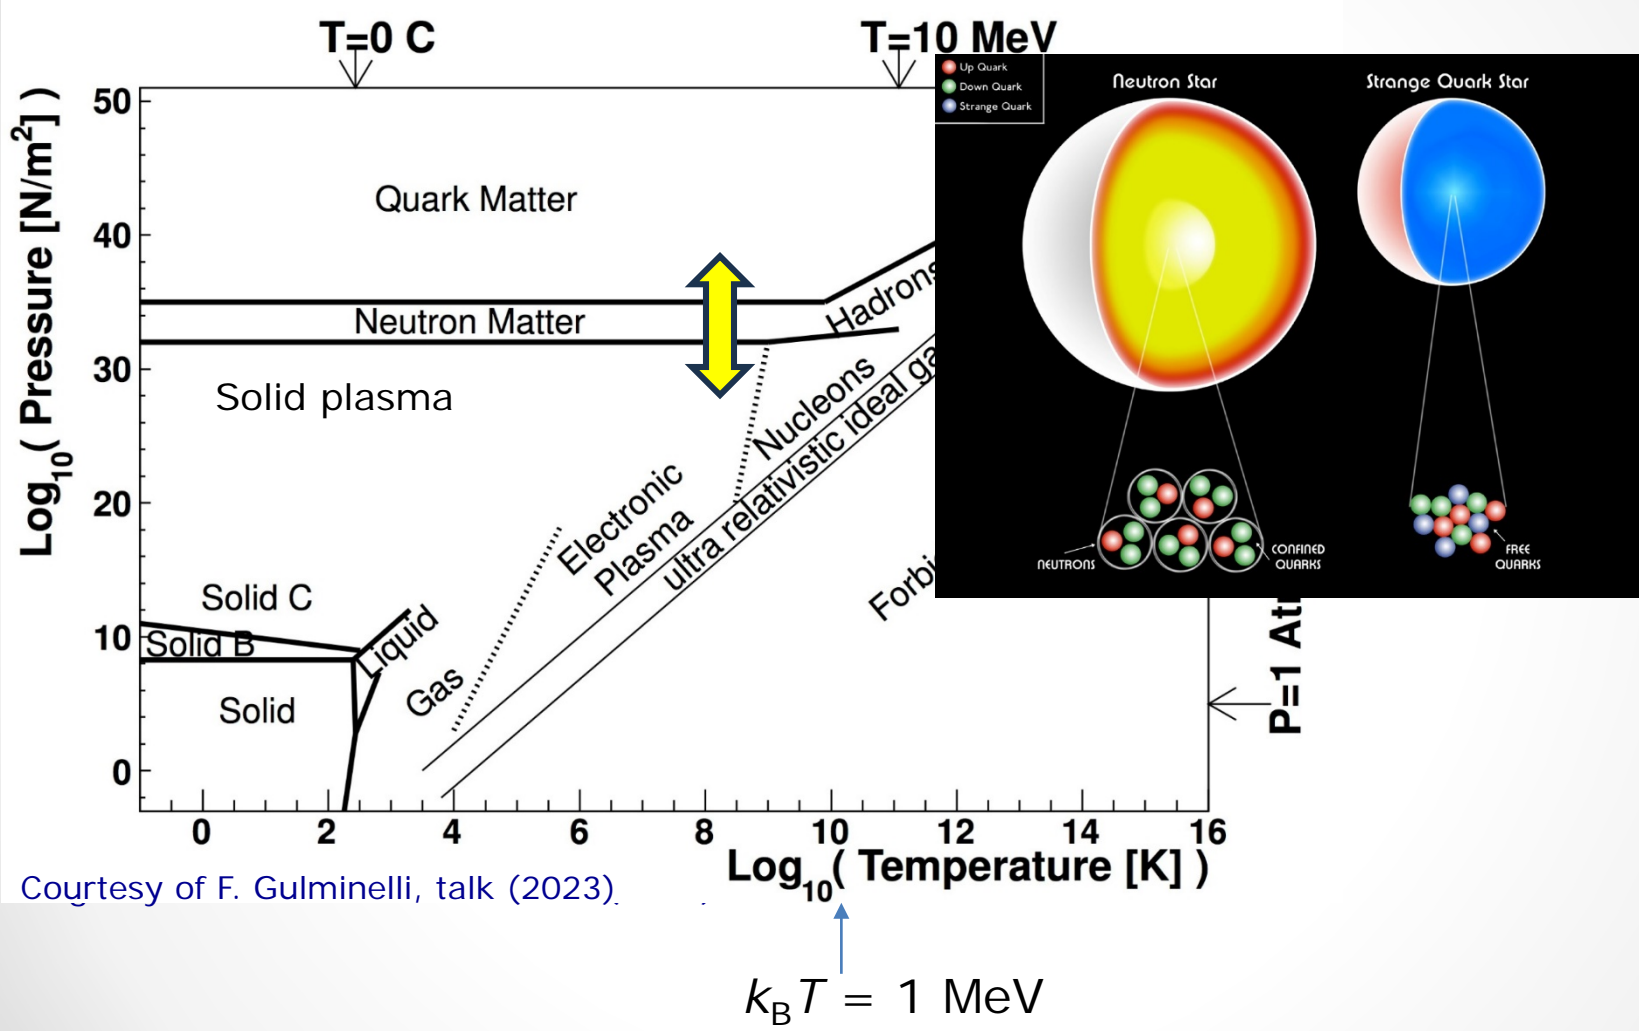 T=0 C
T=10 MeV
Log10( Pressure [N/m2] )
50
40
30
20
10
0
Quark Matter
Neutron Matter
Hadrons
Solid plasma
Nucleons
ultra relativistic ideal ga
Electronic
Plasma
Solid C
Solid B
Liquid
Solid
Gas
Forbi
P=1 At
0 2 4 6 8 10 12 14 16
Log10( Temperature [K] )
Up Quark
Down Quark
Strange Quark
Neutron Star
Strange Quark Star
NEUTRONS
CONFINED
QUARKS
FREE
QUARKS
Courtesy of F. Gulminelli, talk (2023)
kBT = 1 MeV